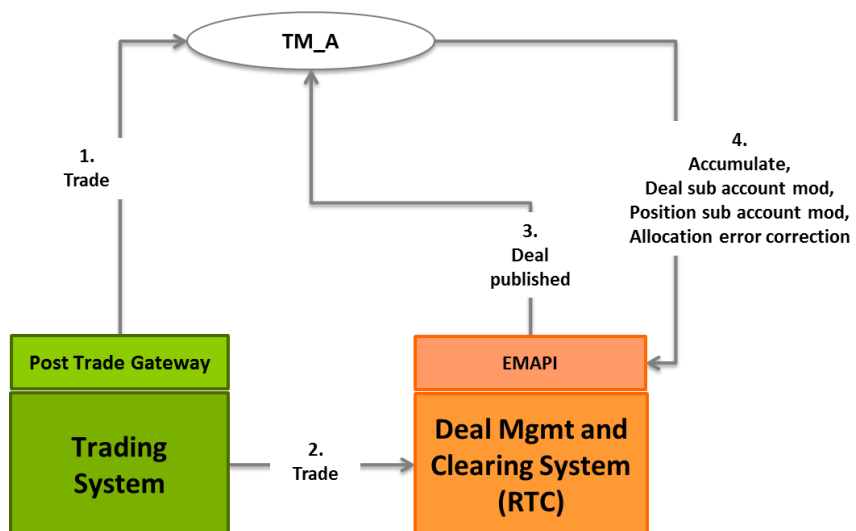 TM_A
1.
Trade
4.
Accumulate,
Deal sub account mod,
Position sub account mod,
Allocation error correction
3.
Deal
published
Post Trade Gateway
EMAPI
Trading
System
2.
Trade
Deal Mgmt and
Clearing System
(RTC)